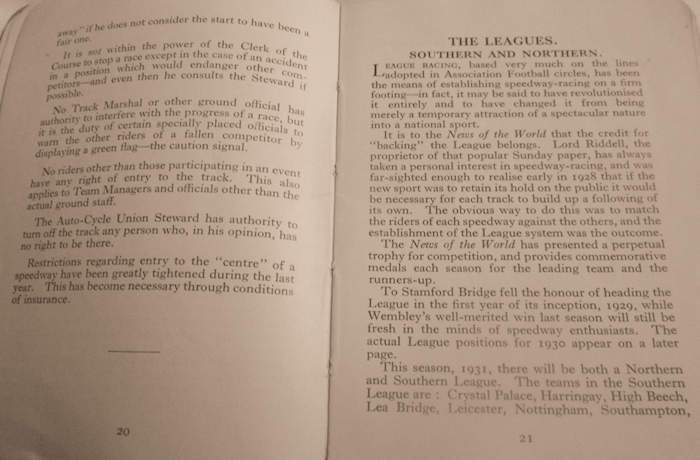 away" if he does not consider the start to have been a
fair one.
It is not within the power of the Clerk of the
Course to stop a race except in the case of an accident
in a position which would endanger other com-
petitors—and even then he consults the Steward if
possible.
No Track Marshal or other ground official has
authority to interfere with the progress of a race, but
it is the duty of certain specially placed officials to
warn the other riders of a fallen competitor by
displaying a green flag—the caution signal.
No riders other than those participating in an event
have any right of entry to the track. This also
applies to Team Managers and officials other than the
actual ground staff.
The Auto-Cycle Union Steward has authority to
turn off the track any person who, in his opinion, has
no right to be there.
Restrictions regarding entry to the "centre" of a
speedway have been greatly tightened during the last
year. This has become necessary through conditions
of insurance.
20
THE LEAGUES.
SOUTHERN AND NORTHERN.
LEAGUE RACING, based very much on the lines
adopted in Association Football circles, has been
the means of establishing speedway-racing on a firm
footing—in fact, it may be said to have revolutionised
it entirely and to have changed it from being
merely a temporary attraction of a spectacular nature
into a national sport.
It is to the News of the World that the credit for
"backing" the League belongs. Lord Riddell, the
proprietor of that popular Sunday paper, has always
taken a personal interest in speedway-racing, and was
far-sighted enough to realise early in 1928 that if the
new sport was to retain its hold on the public it would
be necessary for each track to build up a following of
its own. The obvious way to do this was to match
the riders of each speedway against the others, and the
establishment of the League system was the outcome.
The News of the World has presented a perpetual
trophy for competition, and provides commemorative
medals each season for the leading team and the
runners-up.
To Stamford Bridge fell the honour of heading the
League in the first year of its inception, 1929, while
Wembley's well-merited win last season will still be
fresh in the minds of speedway enthusiasts. The
actual League positions for 1930 appear on a later
page.
This season, 1931, there will be both a Northern
and Southern League. The teams in the Southern
League are : Crystal Palace, Harringay, High Beech,
Lea Bridge, Leicester, Nottingham, Southampton,
21